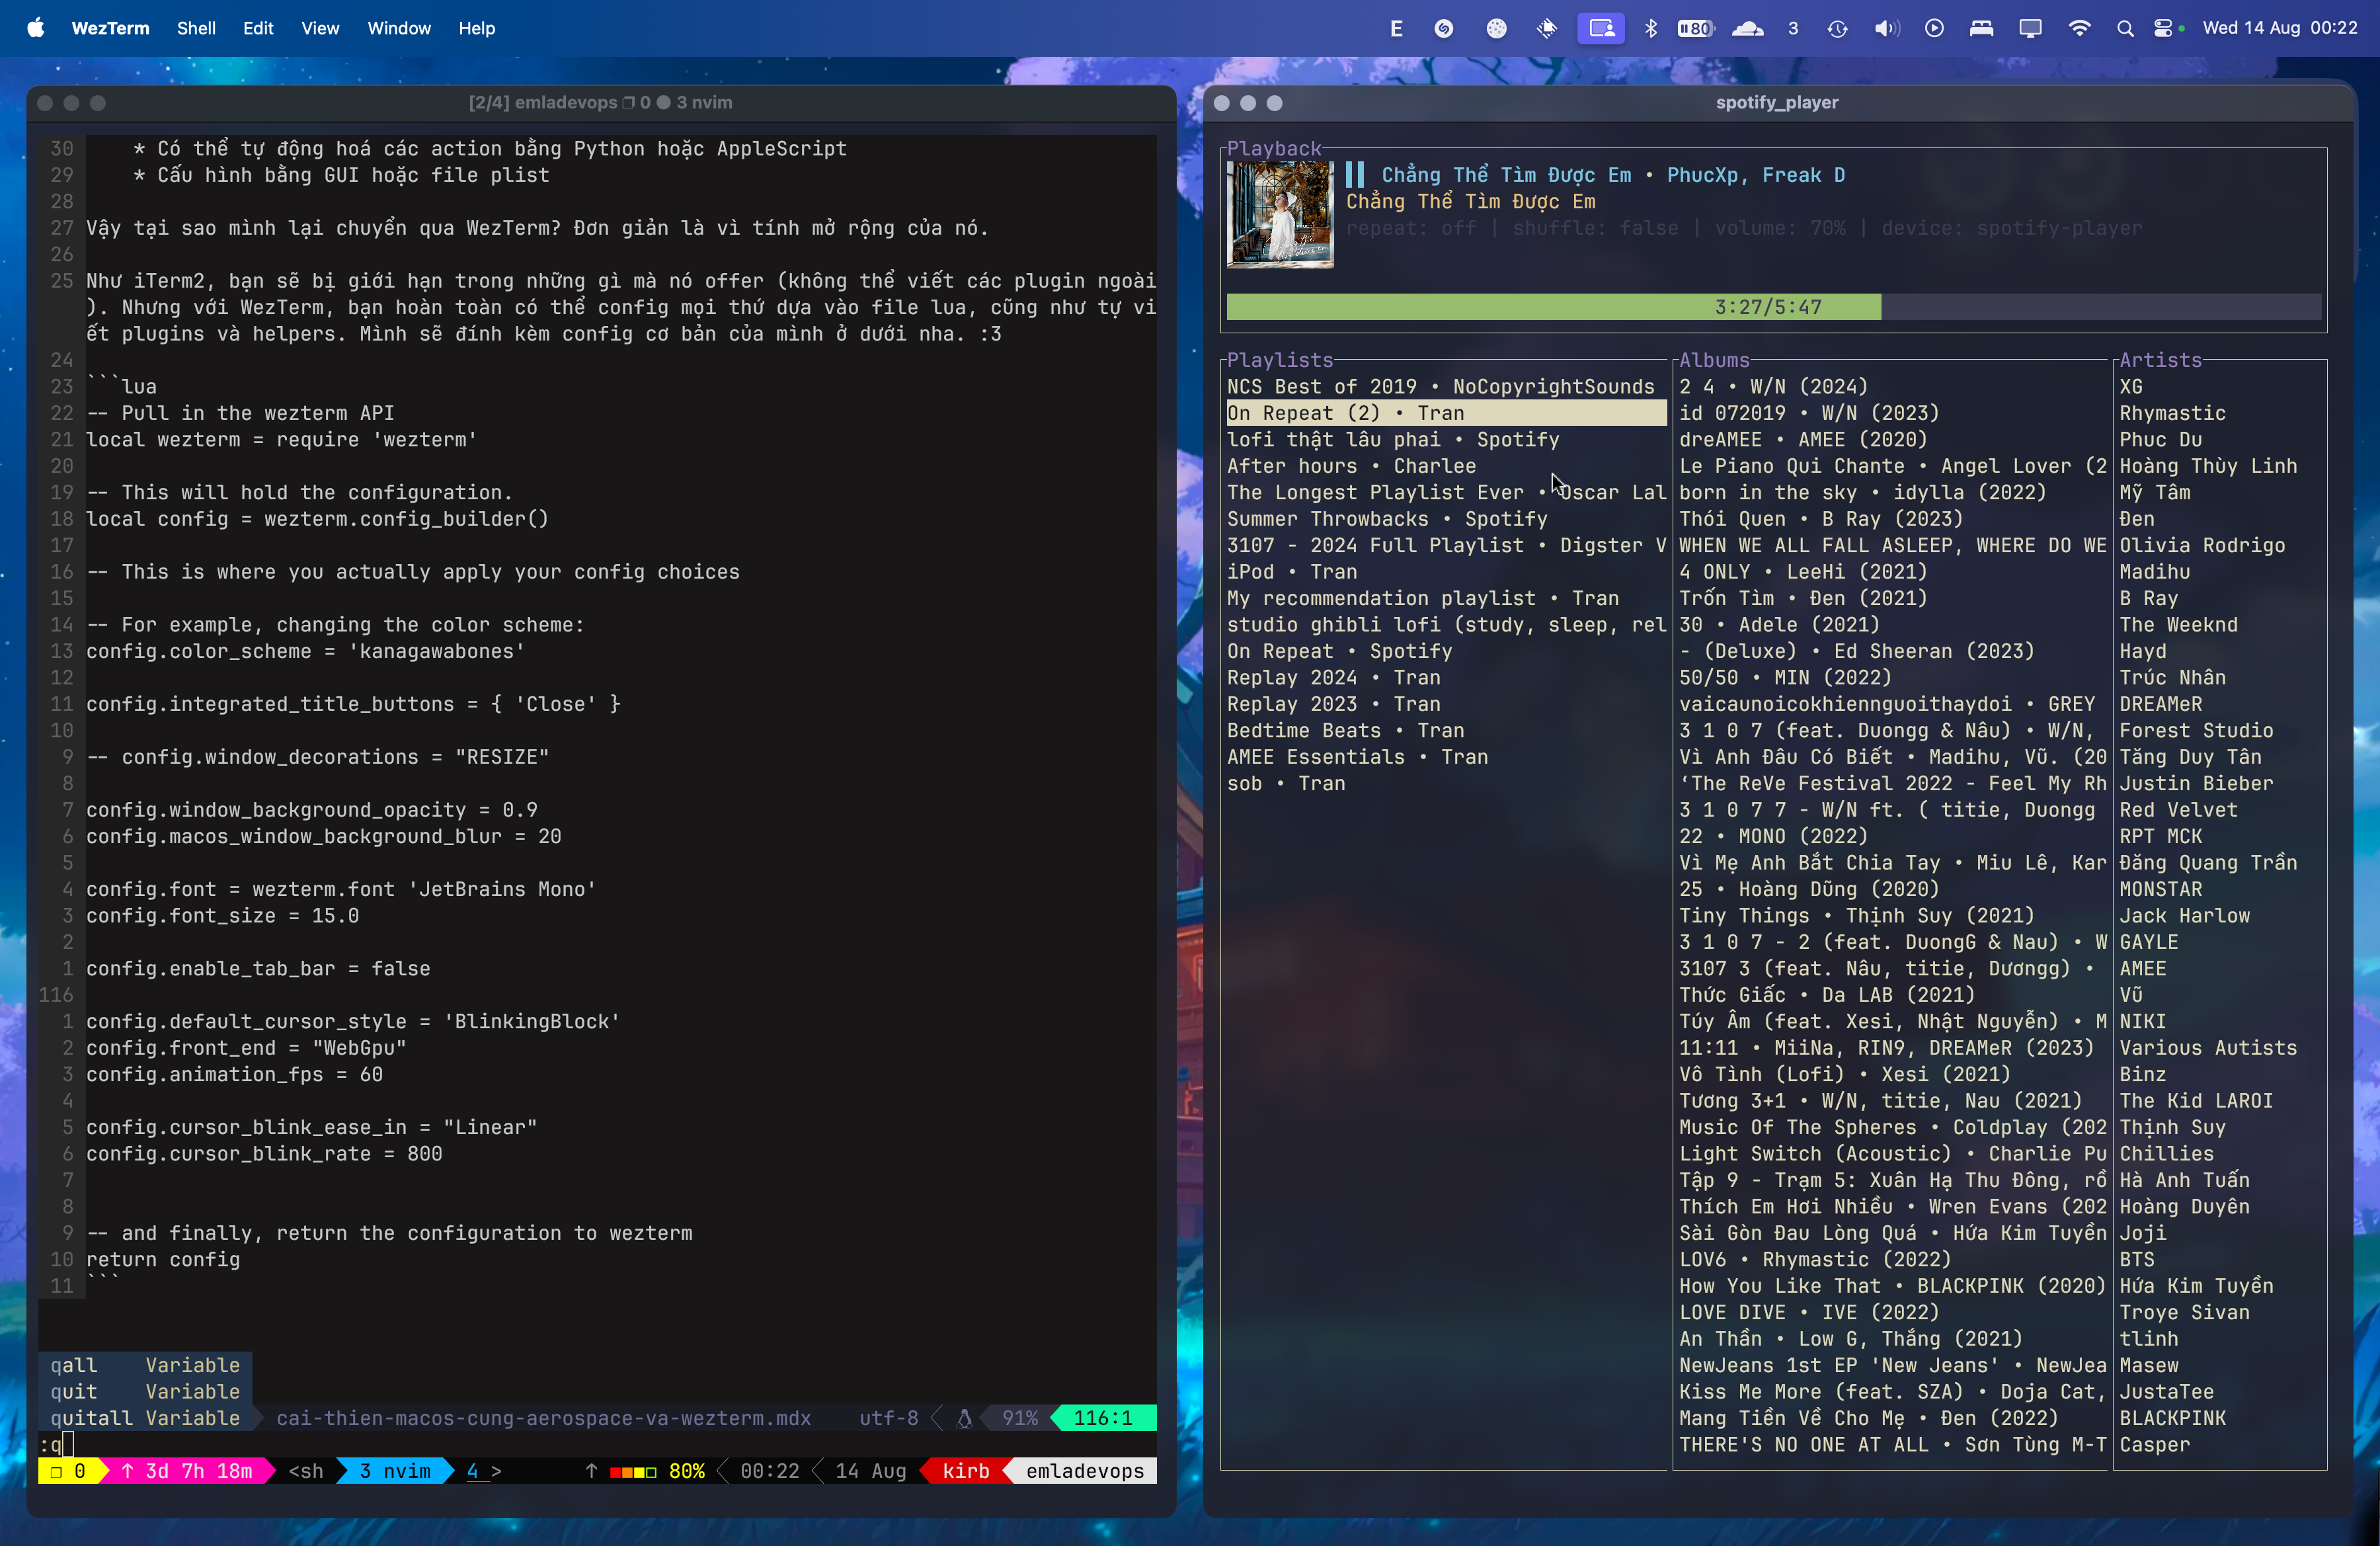 WezTerm Shell Edit View Window Help
E 80 3 Wed 14 Aug 00:22
[2/4] emladevops 0 3 nvim
30 * Có thể tự động hoá các action bằng Python hoặc AppleScript
29 * Cấu hình bằng GUI hoặc file plist
28
27 Vậy tại sao mình lại chuyển qua WezTerm? Đơn giản là vì tính mở rộng của nó.
26
25 Như iTerm2, bạn sẽ bị giới hạn trong những gì mà nó offer (không thể viết các plugin ngoài
). Nhưng với WezTerm, bạn hoàn toàn có thể config mọi thứ dựa vào file lua, cũng như tự vi
ết plugins và helpers. Mình sẽ đính kèm config cơ bản của mình ở dưới nha. :3
24
23 ```lua
22 -- Pull in the wezterm API
21 local wezterm = require 'wezterm'
20
19 -- This will hold the configuration.
18 local config = wezterm.config_builder()
17
16 -- This is where you actually apply your config choices
15
14 -- For example, changing the color scheme:
13 config.color_scheme = 'kanagawabones'
12
11 config.integrated_title_buttons = { 'Close' }
10
9 -- config.window_decorations = "RESIZE"
8
7 config.window_background_opacity = 0.9
6 config.macos_window_background_blur = 20
5
4 config.font = wezterm.font 'JetBrains Mono'
3 config.font_size = 15.0
2
1 config.enable_tab_bar = false
116
1 config.default_cursor_style = 'BlinkingBlock'
2 config.front_end = "WebGpu"
3 config.animation_fps = 60
4
5 config.cursor_blink_ease_in = "Linear"
6 config.cursor_blink_rate = 800
7
8
9 -- and finally, return the configuration to wezterm
10 return config
11 ```
qall Variable
quit Variable
quitall Variable cai-thien-macos-cung-aerospace-va-wezterm.mdx utf-8 91% 116:1
:q
0 ↑ 3d 7h 18m <sh 3 nvim 4 > ↑ 80% 00:22 14 Aug kirb emladevops
spotify_player
Playback
Chẳng Thể Tìm Được Em • PhucXp, Freak D
Chẳng Thể Tìm Được Em
repeat: off | shuffle: false | volume: 70% | device: spotify-player
3:27/5:47
Playlists
NCS Best of 2019 • NoCopyrightSounds
On Repeat (2) • Tran
lofi thật lâu phai • Spotify
After hours • Charlee
The Longest Playlist Ever • Oscar Lal
Summer Throwbacks • Spotify
3107 - 2024 Full Playlist • Digster V
iPod • Tran
My recommendation playlist • Tran
studio ghibli lofi (study, sleep, rel
On Repeat • Spotify
Replay 2024 • Tran
Replay 2023 • Tran
Bedtime Beats • Tran
AMEE Essentials • Tran
sob • Tran
Albums
2 4 • W/N (2024)
id 072019 • W/N (2023)
dreAMEE • AMEE (2020)
Le Piano Qui Chante • Angel Lover (2
born in the sky • idylla (2022)
Thói Quen • B Ray (2023)
WHEN WE ALL FALL ASLEEP, WHERE DO WE
4 ONLY • LeeHi (2021)
Trốn Tìm • Đen (2021)
30 • Adele (2021)
- (Deluxe) • Ed Sheeran (2023)
50/50 • MIN (2022)
vaicaunoicokhiennguoithaydoi • GREY
3 1 0 7 (feat. Duongg & Nâu) • W/N,
Vì Anh Đâu Có Biết • Madihu, Vũ. (20
‘The ReVe Festival 2022 - Feel My Rh
3 1 0 7 7 - W/N ft. ( titie, Duongg
22 • MONO (2022)
Vì Mẹ Anh Bắt Chia Tay • Miu Lê, Kar
25 • Hoàng Dũng (2020)
Tiny Things • Thịnh Suy (2021)
3 1 0 7 - 2 (feat. DuongG & Nau) • W
3107 3 (feat. Nâu, titie, Dươngg) •
Thức Giấc • Da LAB (2021)
Túy Âm (feat. Xesi, Nhật Nguyễn) • M
11:11 • MiiNa, RIN9, DREAMeR (2023)
Vô Tình (Lofi) • Xesi (2021)
Tương 3+1 • W/N, titie, Nau (2021)
Music Of The Spheres • Coldplay (202
Light Switch (Acoustic) • Charlie Pu
Tập 9 - Trạm 5: Xuân Hạ Thu Đông, rồ
Thích Em Hơi Nhiều • Wren Evans (202
Sài Gòn Đau Lòng Quá • Hứa Kim Tuyền
LOV6 • Rhymastic (2022)
How You Like That • BLACKPINK (2020)
LOVE DIVE • IVE (2022)
An Thần • Low G, Thắng (2021)
NewJeans 1st EP 'New Jeans' • NewJea
Kiss Me More (feat. SZA) • Doja Cat,
Mang Tiền Về Cho Mẹ • Đen (2022)
THERE'S NO ONE AT ALL • Sơn Tùng M-T
Artists
XG
Rhymastic
Phuc Du
Hoàng Thùy Linh
Mỹ Tâm
Đen
Olivia Rodrigo
Madihu
B Ray
The Weeknd
Hayd
Trúc Nhân
DREAMeR
Forest Studio
Tăng Duy Tân
Justin Bieber
Red Velvet
RPT MCK
Đăng Quang Trần
MONSTAR
Jack Harlow
GAYLE
AMEE
Vũ
NIKI
Various Autists
Binz
The Kid LAROI
Thịnh Suy
Chillies
Hà Anh Tuấn
Hoàng Duyên
Joji
BTS
Hứa Kim Tuyền
Troye Sivan
tlinh
Masew
JustaTee
BLACKPINK
Casper